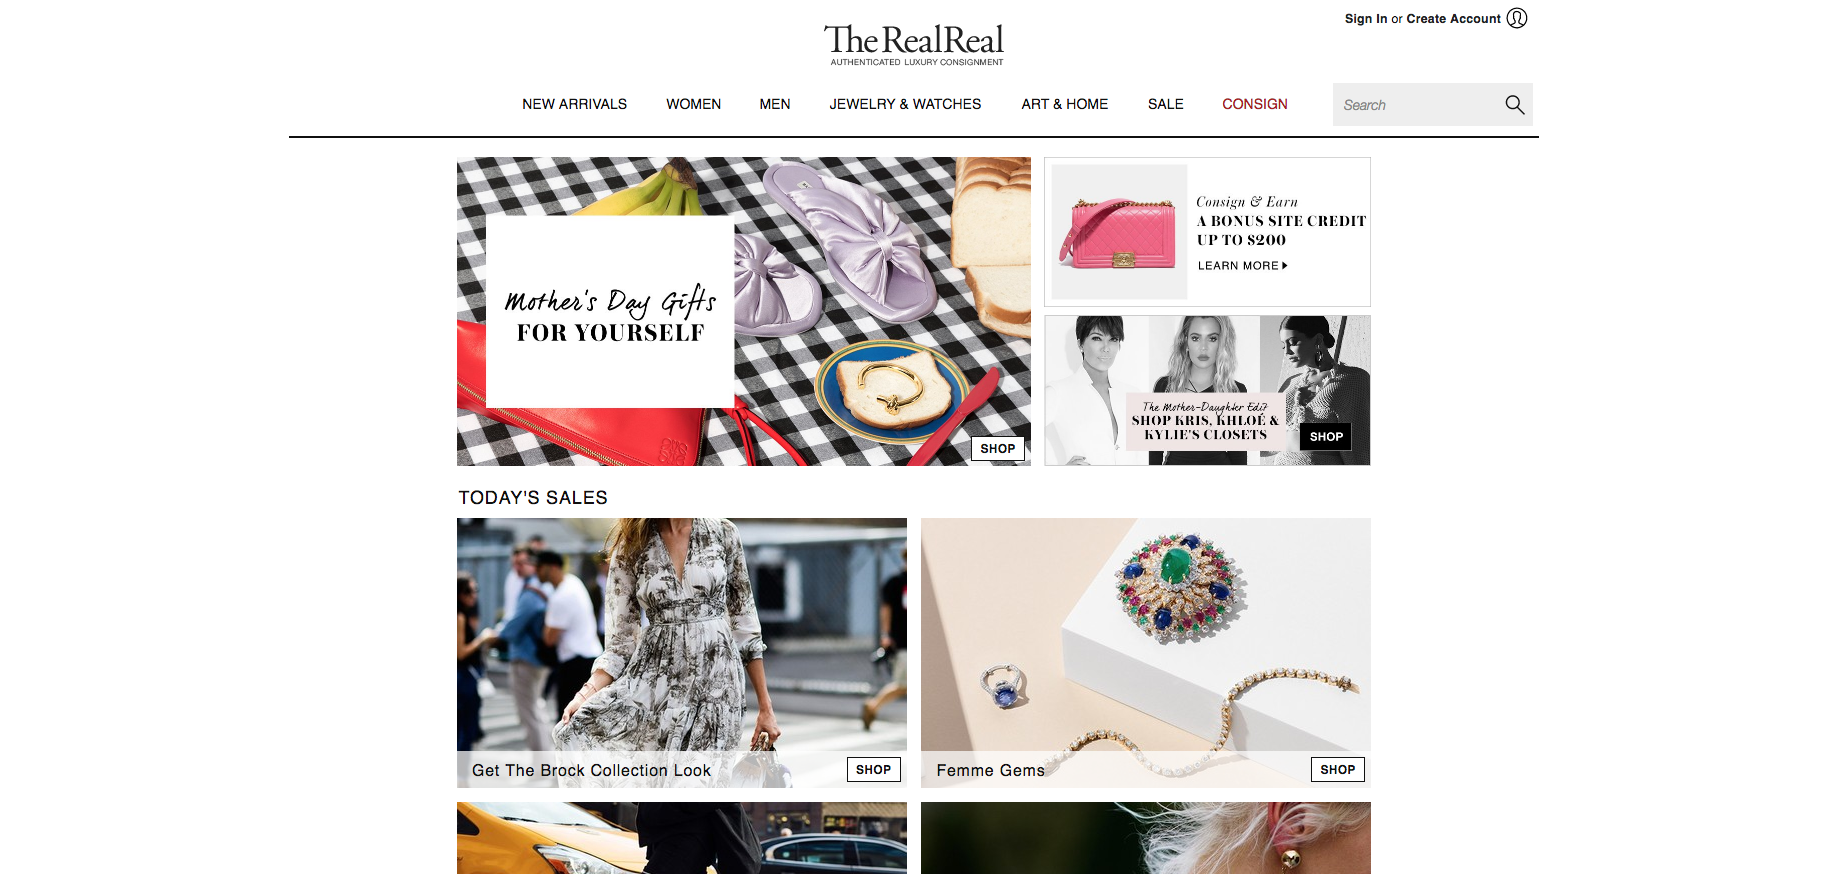 Sign In or Create Account
The RealReal
AUTHENTICATED LUXURY CONSIGNMENT
NEW ARRIVALS WOMEN MEN JEWELRY & WATCHES ART & HOME SALE CONSIGN
Search
Mother's Day Gifts
FOR YOURSELF
SHOP
Consign & Earn
A BONUS SITE CREDIT
UP TO $200
LEARN MORE
The Mother-Daughter Edit
SHOP KRIS, KHLOÉ &
KYLIE'S CLOSETS
SHOP
TODAY'S SALES
Get The Brock Collection Look
SHOP
Femme Gems
SHOP